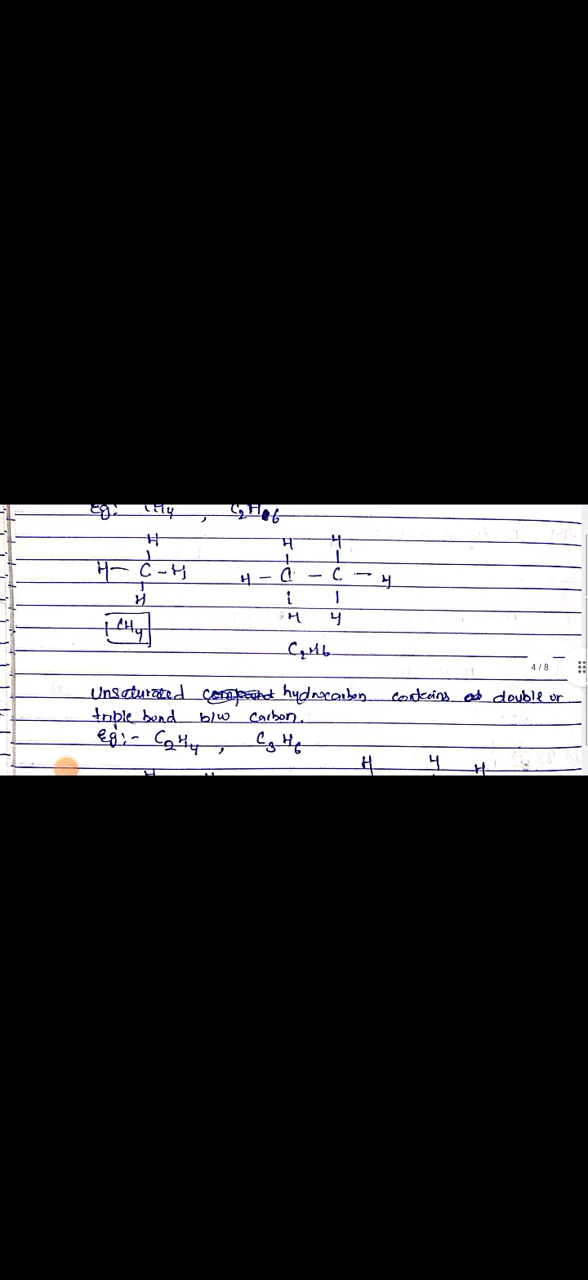 Eg: CH4 , C2H6
H H H
H - C - H H - C - C - H
H H H
CH4
C2H6
4/8
Unsaturated hydrocarbon contains double or
triple bond b/w carbon.
Eg:- C2H4 , C3H6
H H H